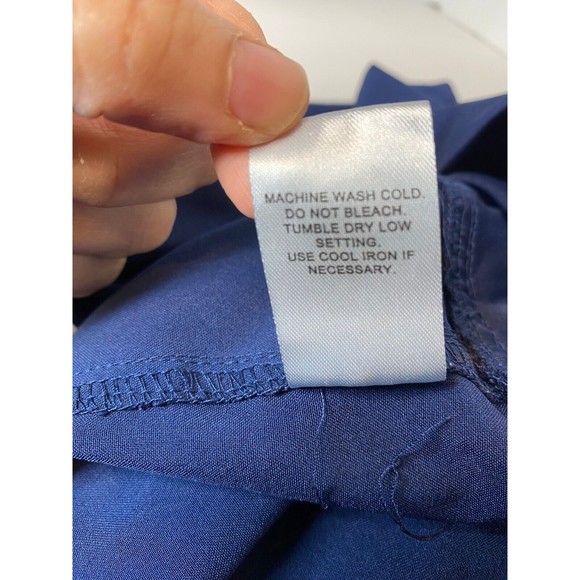 MACHINE WASH COLD.
DO NOT BLEACH.
TUMBLE DRY LOW
SETTING.
USE COOL IRON IF
NECESSARY.